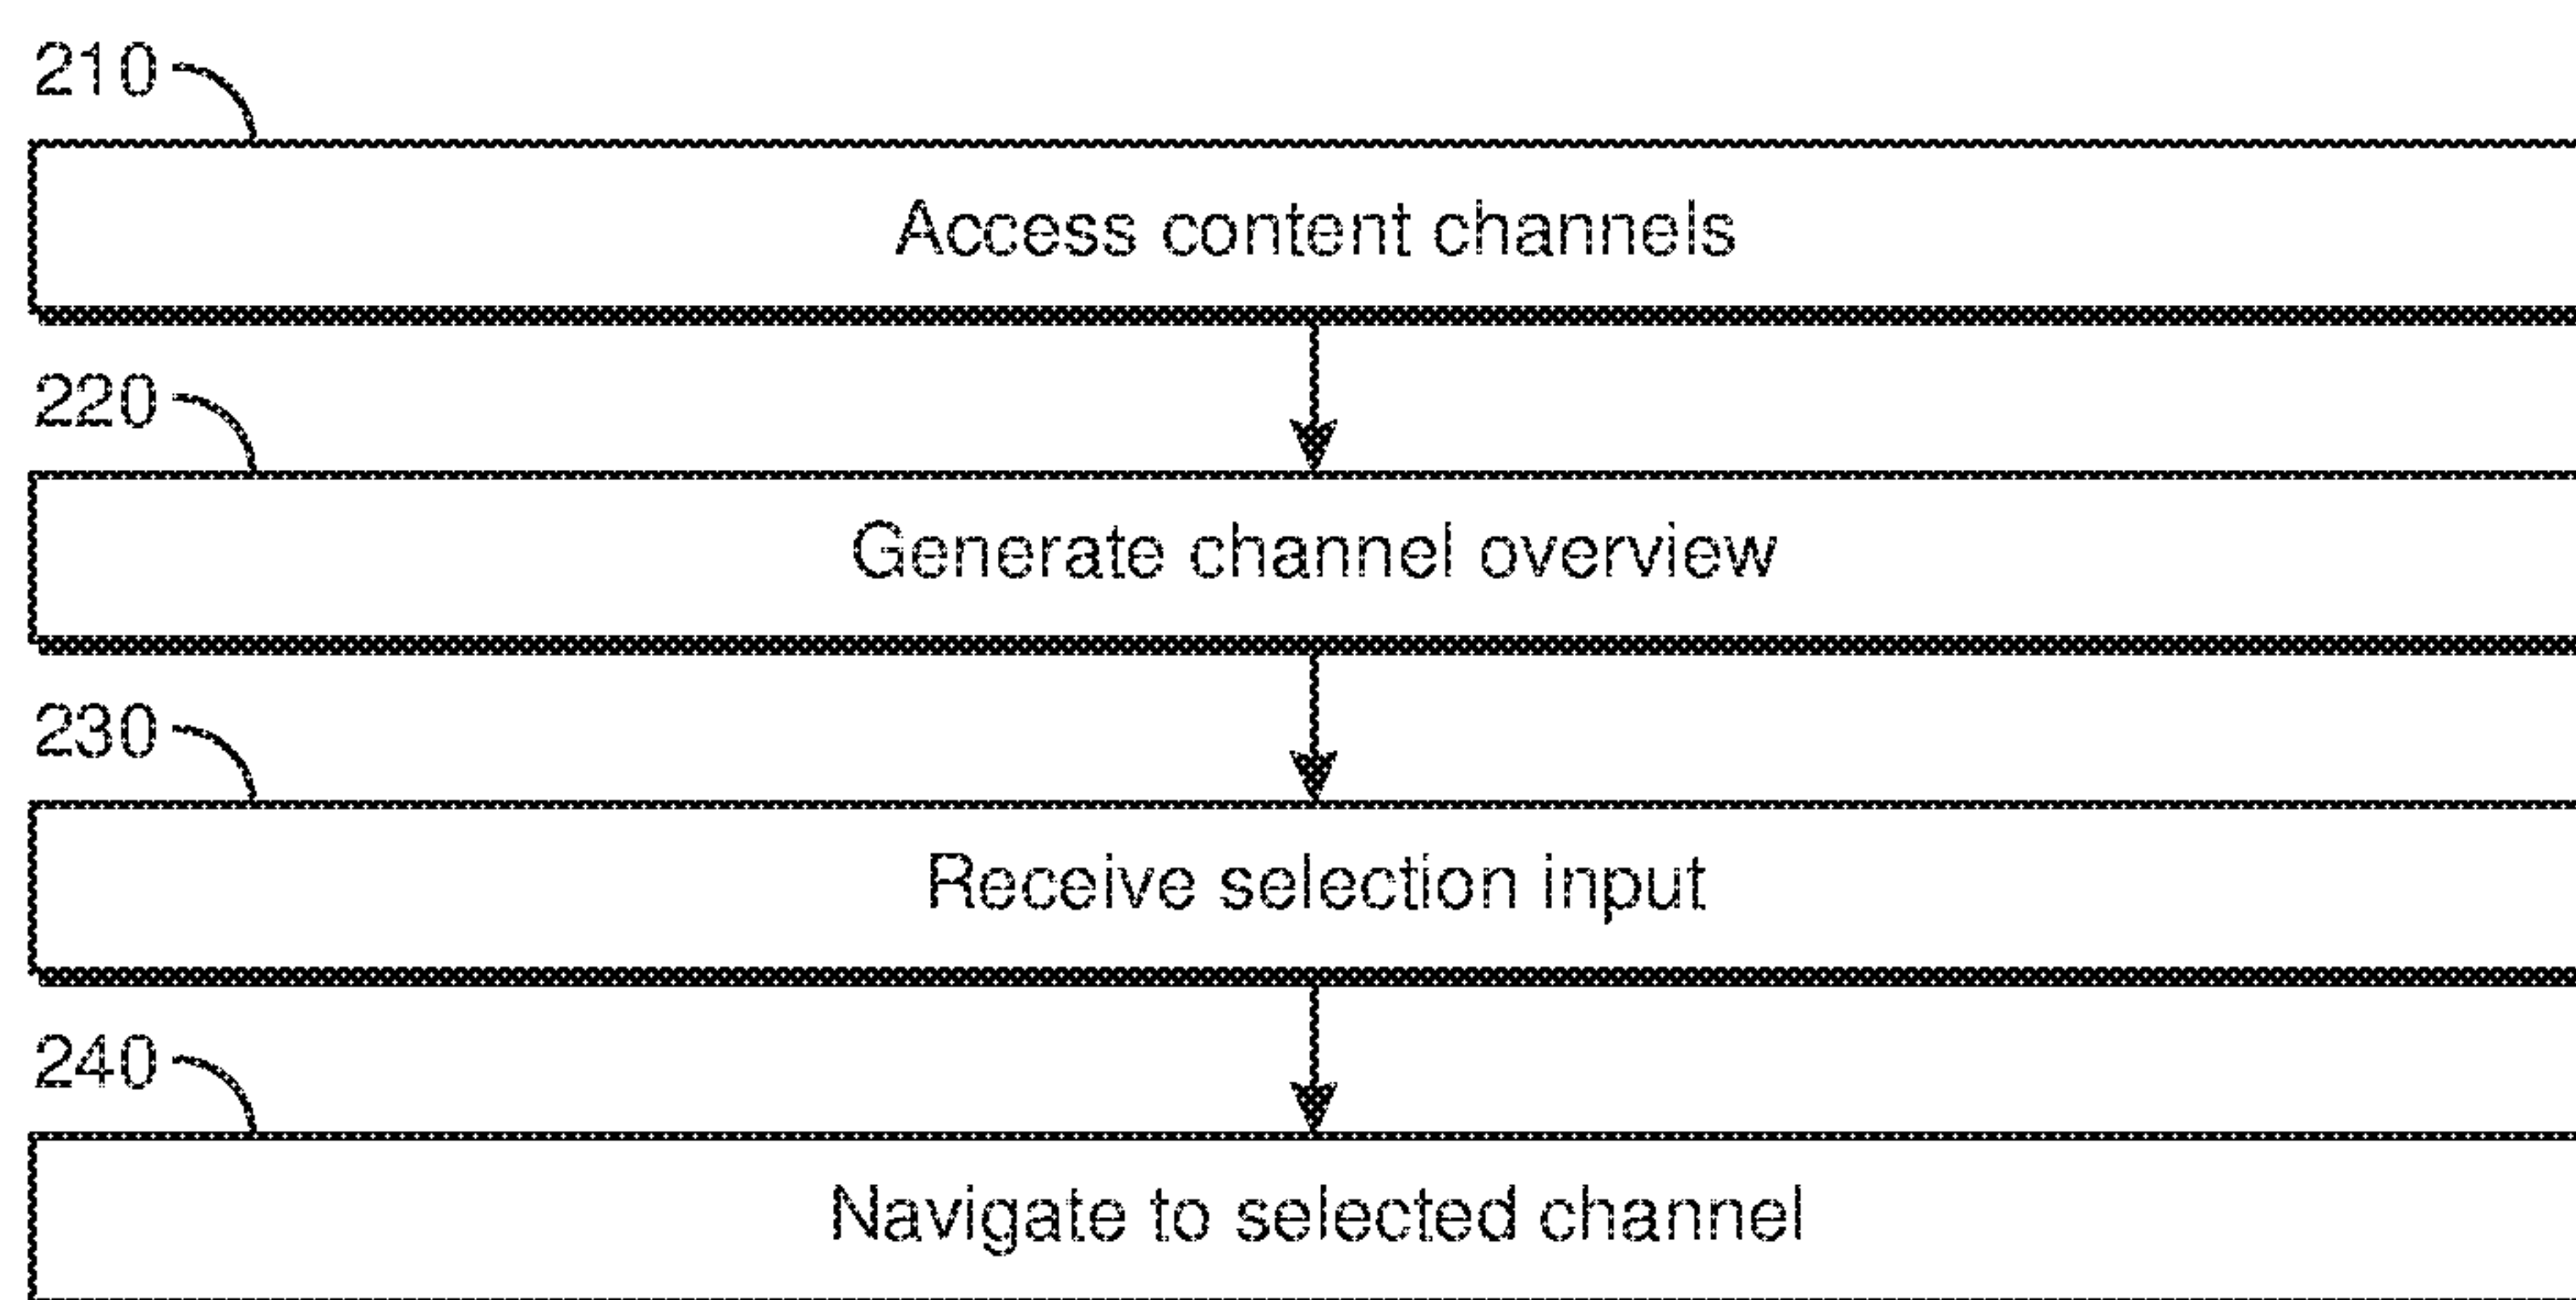 210
Access content channels
220
Generate channel overview
230
Receive selection input
240
Navigate to selected channel